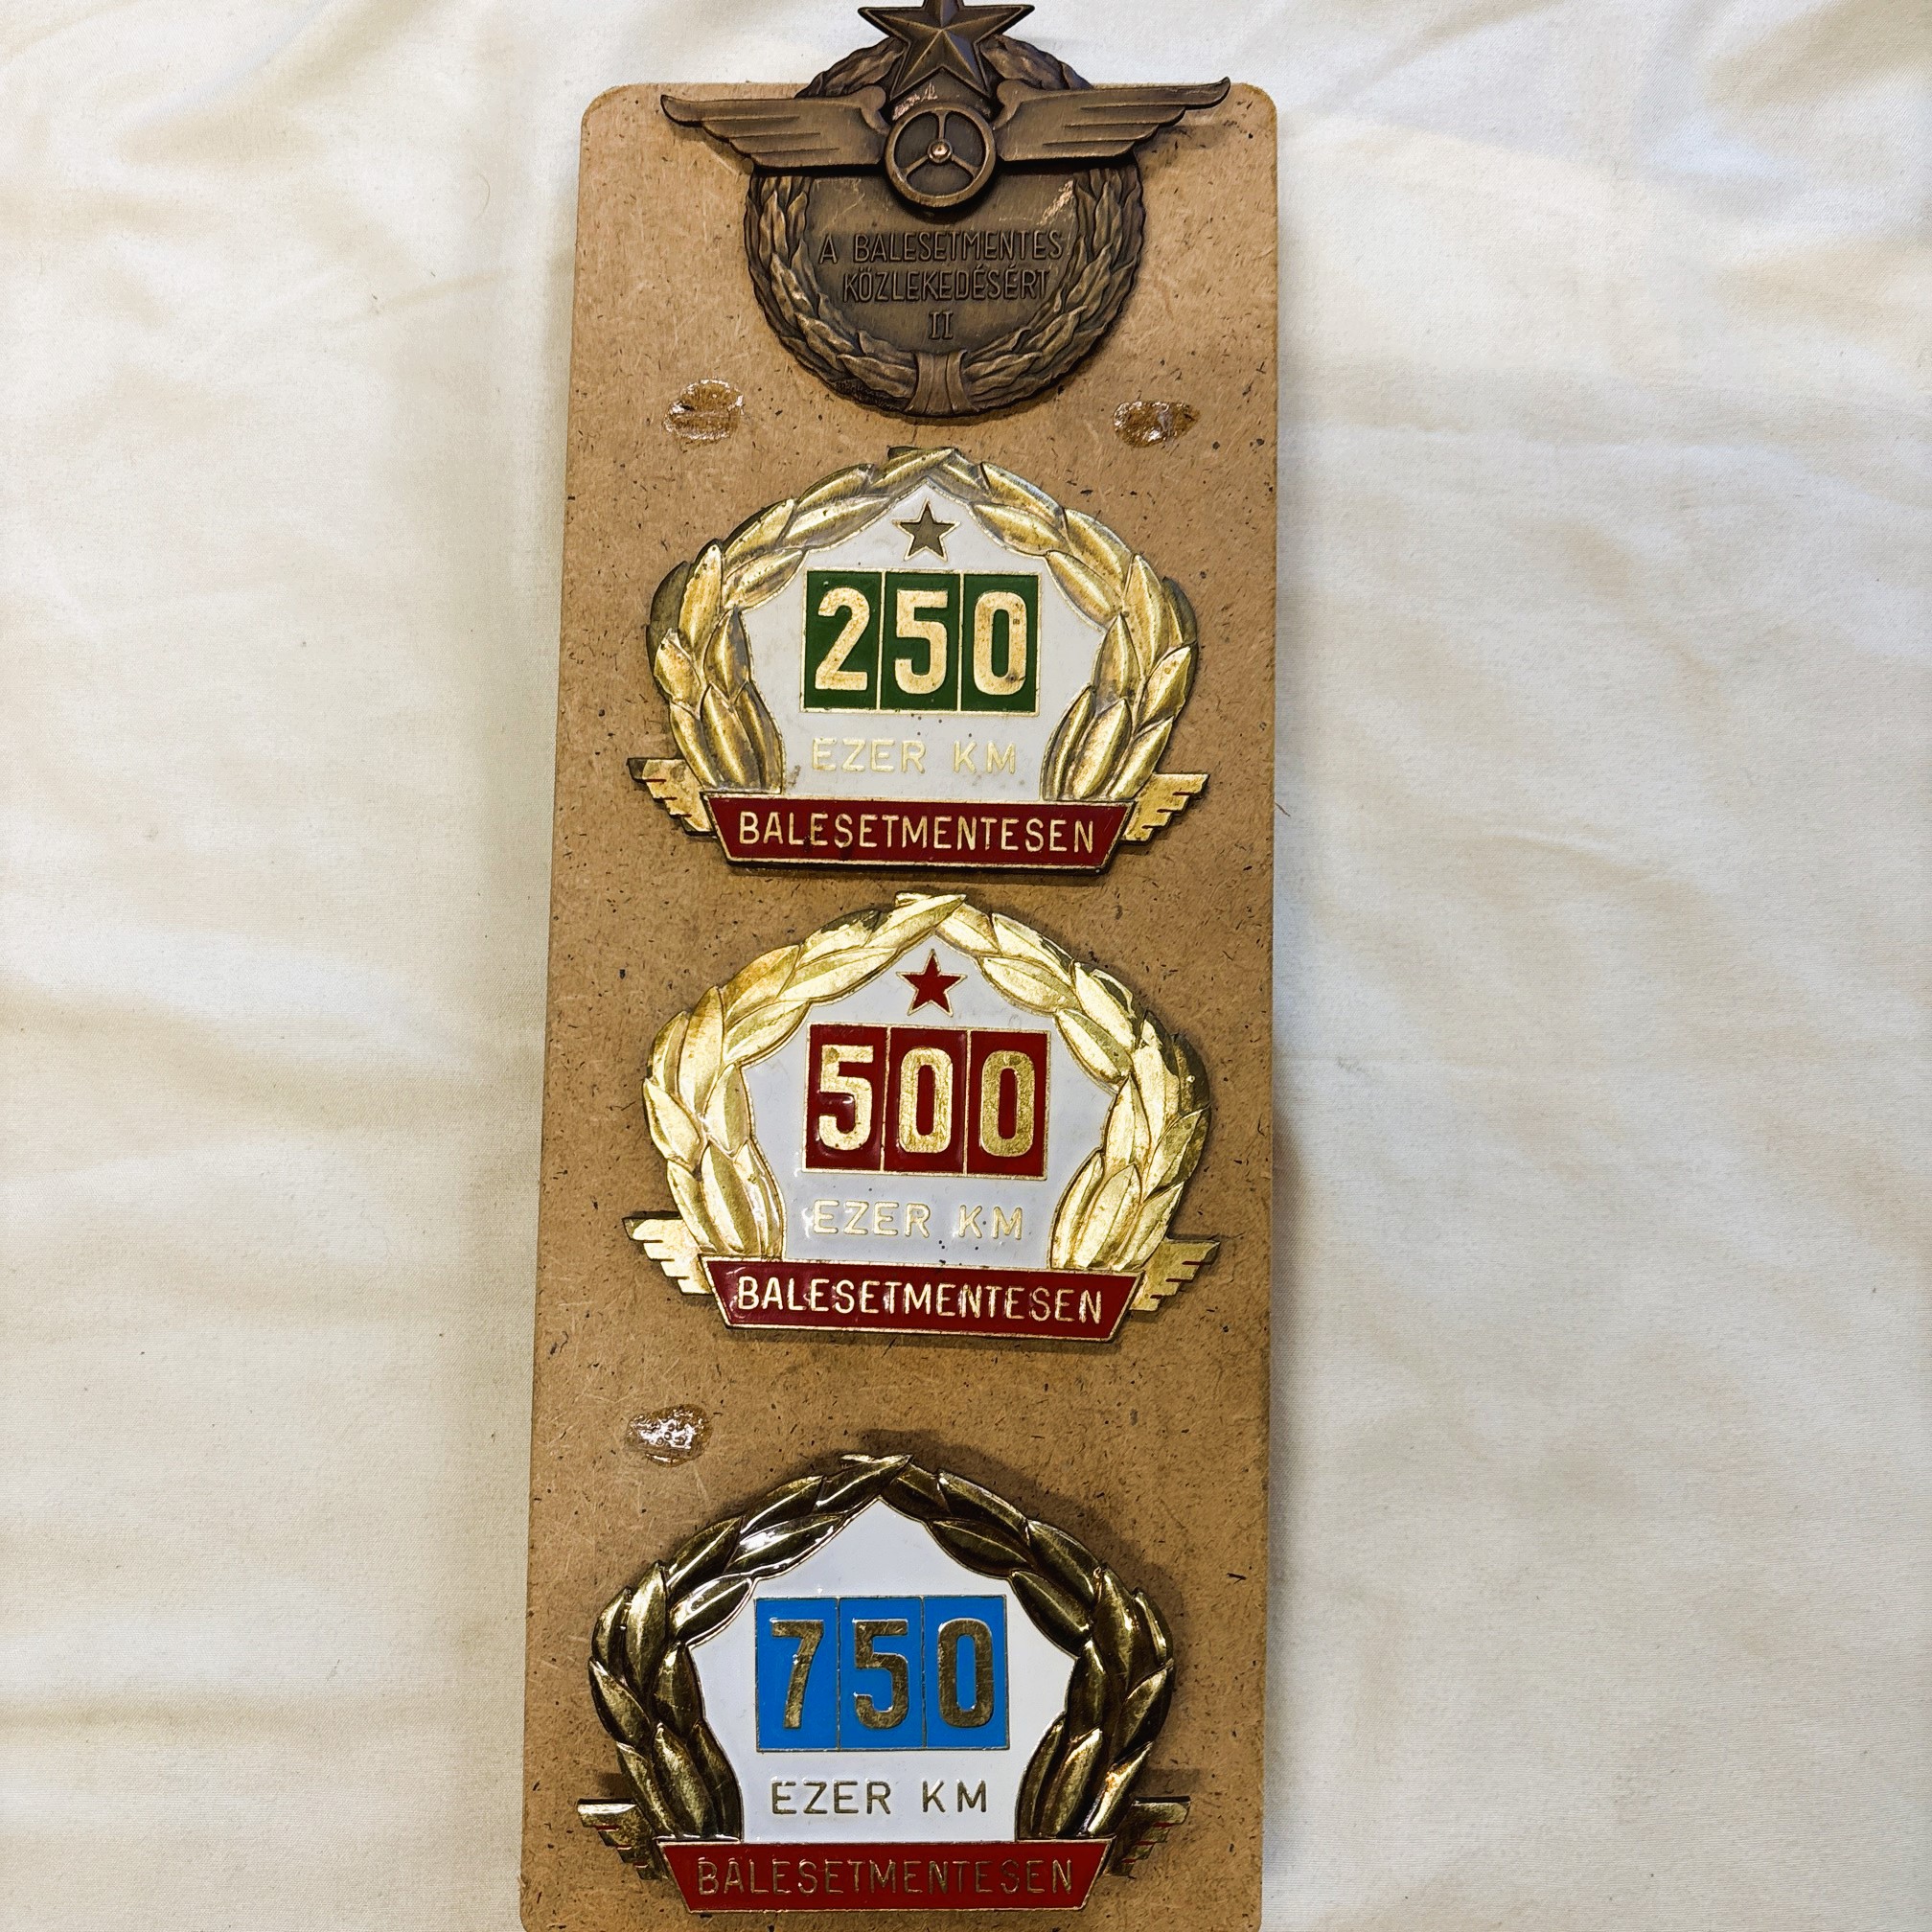 A BALESETMENTES
KÖZLEKEDÉSÉRT
II
250
EZER KM
BALESETMENTESEN
500
EZER KM
BALESETMENTESEN
750
EZER KM
BALESETMENTESEN